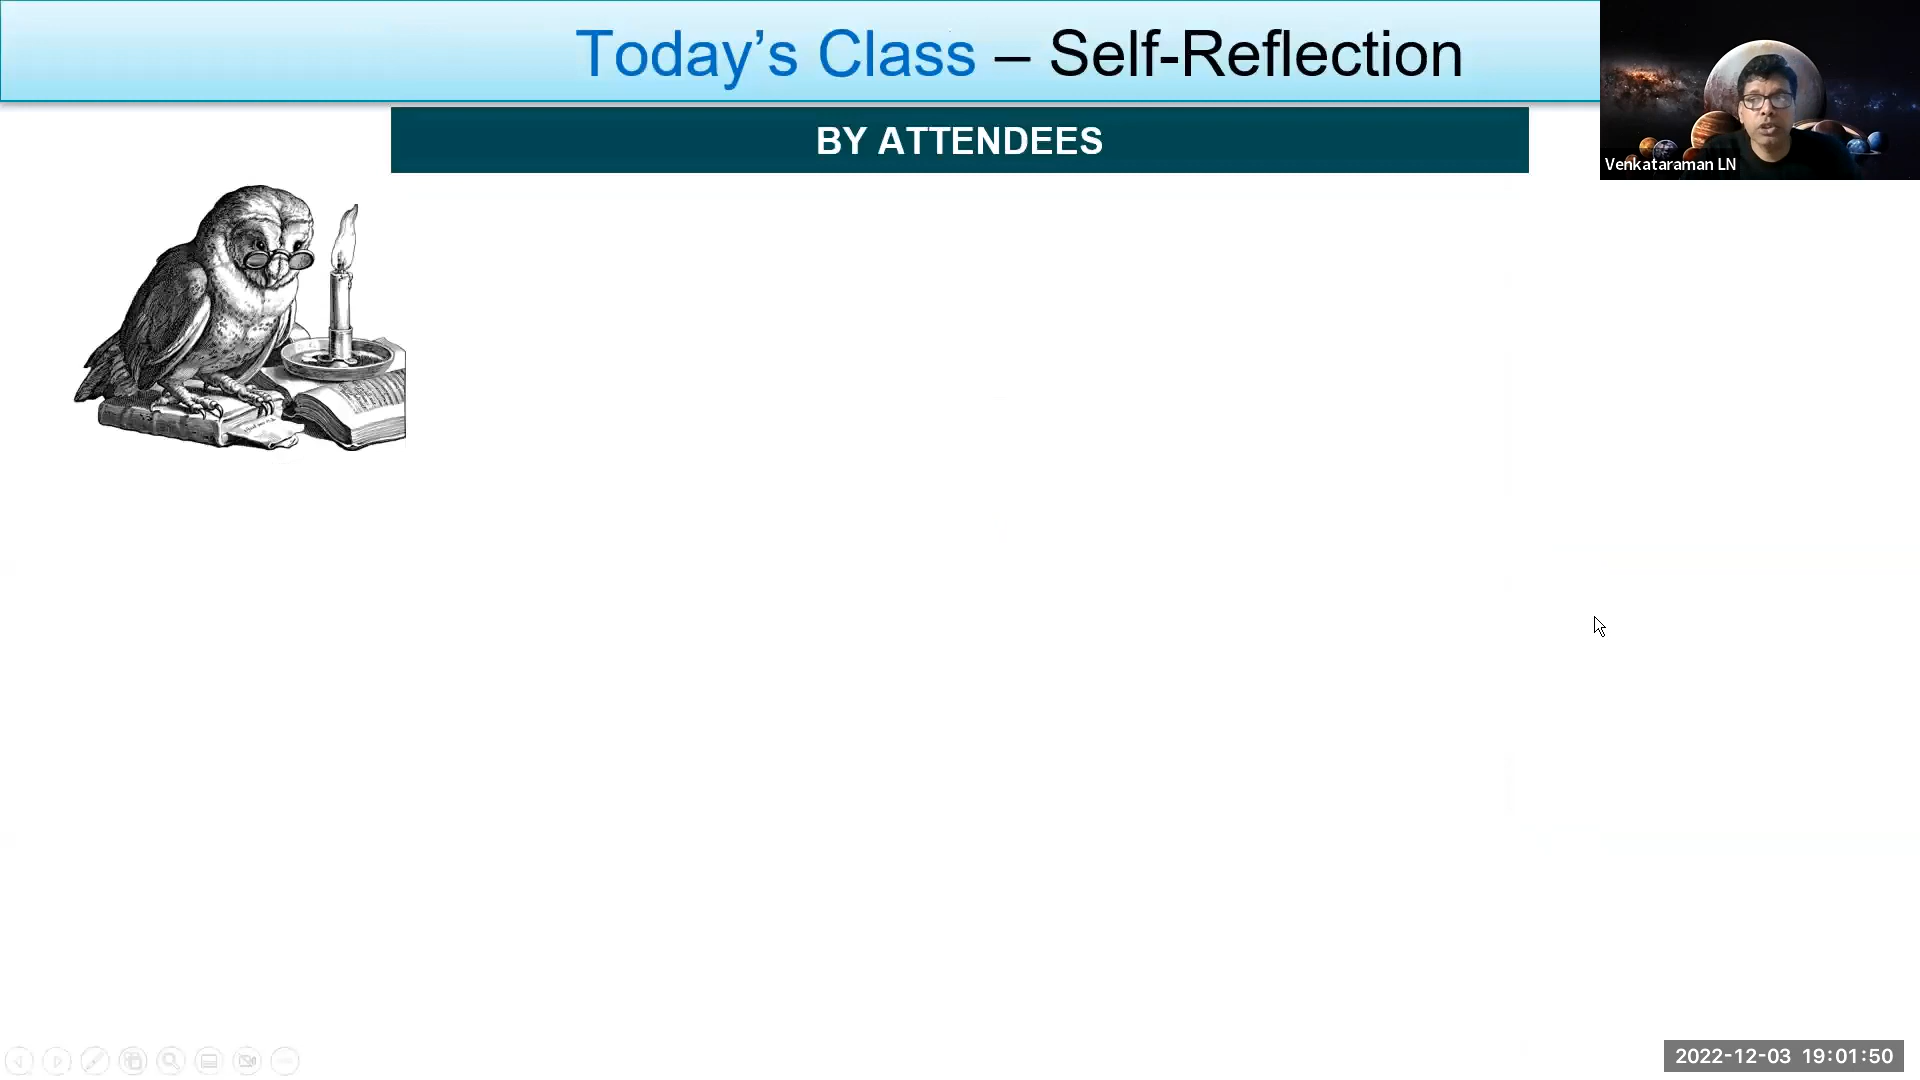 Today’s Class – Self-Reflection
BY ATTENDEES
Venkataraman LN
2022-12-03 19:01:50